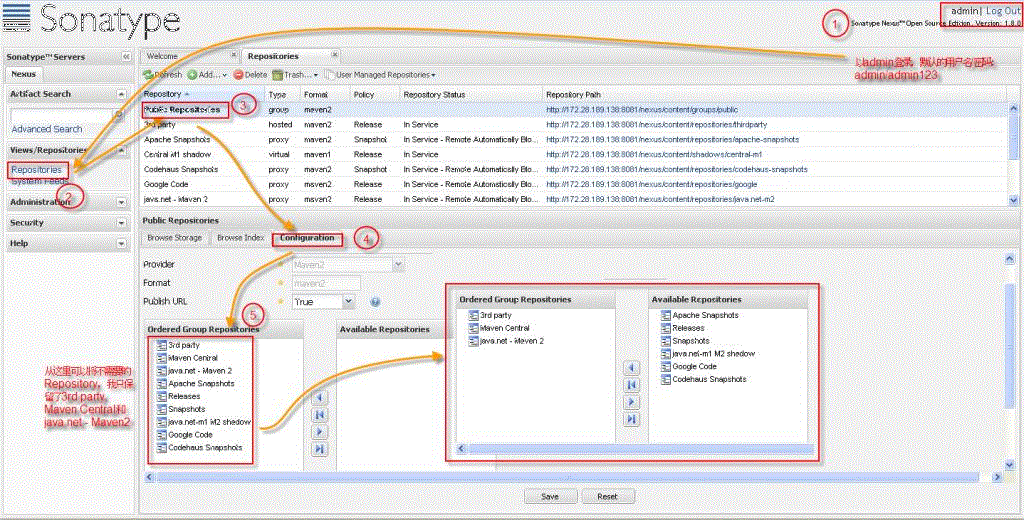 Sonatype
admin| Log Out
1
Sonatype Nexus™ Open Source Edition, Version: 1.8.0
Sonatype™ Servers
Nexus
Artifact Search
Advanced Search
Views/Repositories
Repositories
System Feeds
2
Administration
Security
Help
Welcome
Repositories
以admin登录，默认的用户名密码:
admin/admin123
Refresh Add... Delete Trash... User Managed Repositories
Repository Type Format Policy Repository Status Repository Path
Public Repositories group maven2 http://172.28.189.138:8081/nexus/content/groups/public
3
3rd party hosted maven2 Release In Service http://172.28.189.138:8081/nexus/content/repositories/thirdparty
Apache Snapshots proxy maven2 Snapshot In Service - Remote Automatically Blo... http://172.28.189.138:8081/nexus/content/repositories/apache-snapshots
Central M1 shadow virtual maven1 Release In Service http://172.28.189.138:8081/nexus/content/shadows/central-m1
Codehaus Snapshots proxy maven2 Snapshot In Service - Remote Automatically Blo... http://172.28.189.138:8081/nexus/content/repositories/codehaus-snapshots
Google Code proxy maven2 Release In Service - Remote Automatically Blo... http://172.28.189.138:8081/nexus/content/repositories/google
java.net - Maven 2 proxy maven2 Release In Service - Remote Automatically Blo... http://172.28.189.138:8081/nexus/content/repositories/java.net-m2
Public Repositories
Browse Storage Browse Index Configuration
4
Provider Maven2
Format maven2
Publish URL True
5
Ordered Group Repositories
3rd party
Maven Central
java.net - Maven 2
Apache Snapshots
Releases
Snapshots
java.net-m1 M2 shadow
Google Code
Codehaus Snapshots
Available Repositories
Ordered Group Repositories
3rd party
Maven Central
java.net - Maven 2
Available Repositories
Apache Snapshots
Releases
Snapshots
java.net-m1 M2 shadow
Google Code
Codehaus Snapshots
从这里可以移除不需要的
Repository，我只保
留了3rd party,
Maven Central和
java.net - Maven2
Save
Reset